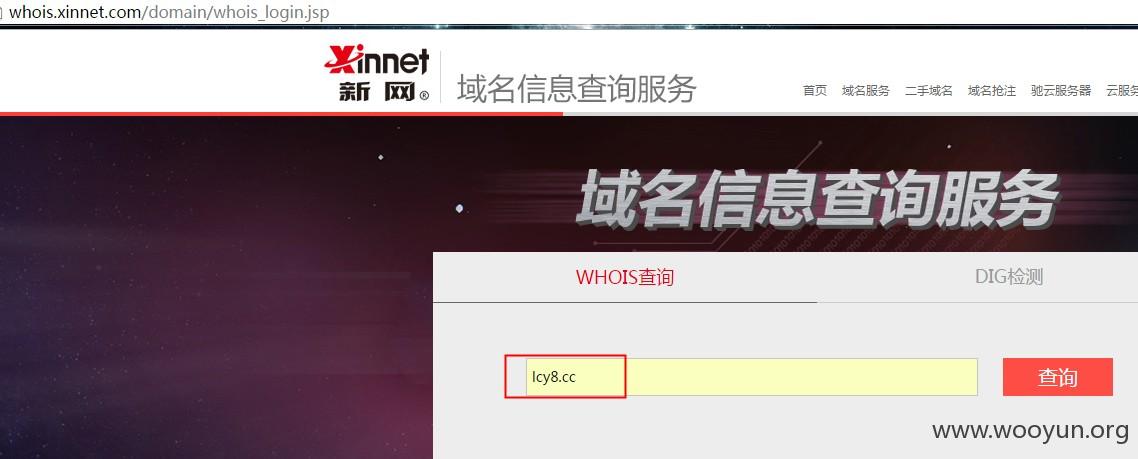 whois.xinnet.com/domain/whois_login.jsp
Xinnet
新网®
域名信息查询服务
首页 域名服务 二手域名 域名抢注 驰云服务器 云服务
域名信息查询服务
WHOIS查询 DIG检测
lcy8.cc 查询
www.wooyun.org